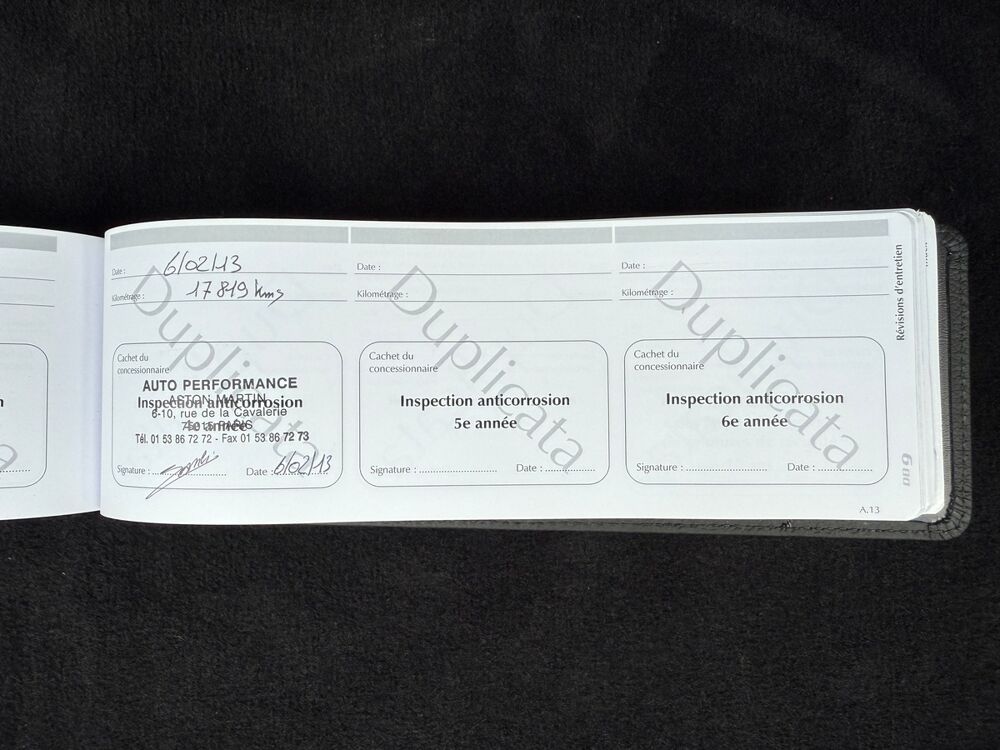 Date : 6/02/13
Kilométrage : 17 819 kms
Duplicata
Cachet du
concessionnaire
AUTO PERFORMANCE
ASTON MARTIN
Inspection anticorrosion
6-10, rue de la Cavalerie
75015 PARIS
4e année
Tél. 01 53 86 72 72 - Fax 01 53 86 72 73
Signature : Date : 6/02/13
Date :
Kilométrage :
Duplicata
Cachet du
concessionnaire
Inspection anticorrosion
5e année
Signature : Date :
Date :
Kilométrage :
Duplicata
Cachet du
concessionnaire
Inspection anticorrosion
6e année
Signature : Date :
Révisions d'entretien
A.13